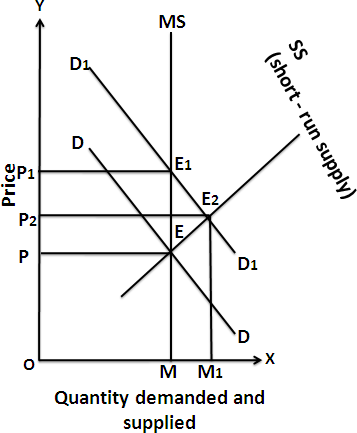 Y
MS
D1
SS
(short - run supply)
D
P1
E1
Price
P2
E2
E
P
D1
D
O
M
M1
X
Quantity demanded and
supplied